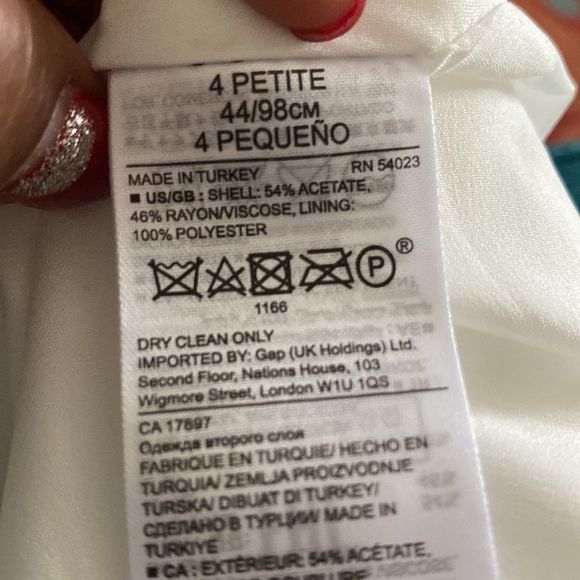 4 PETITE
44/98CM
4 PEQUEÑO
MADE IN TURKEY RN 54023
■ US/GB : SHELL: 54% ACETATE,
46% RAYON/VISCOSE, LINING:
100% POLYESTER
P ®
1166
DRY CLEAN ONLY
IMPORTED BY: Gap (UK Holdings) Ltd.
Second Floor, Nations House, 103
Wigmore Street, London W1U 1QS
CA 17897
Одежда второго слоя
FABRIQUE EN TURQUIE/ HECHO EN
TURQUIA/ ZEMLJA PROIZVODNJE
TURSKA/ DIBUAT DI TURKEY/
СДЕЛАНО В ТУРЦИИ/ MADE IN
TURKIYE
■ CA : EXTÉRIEUR: 54% ACÉTATE,